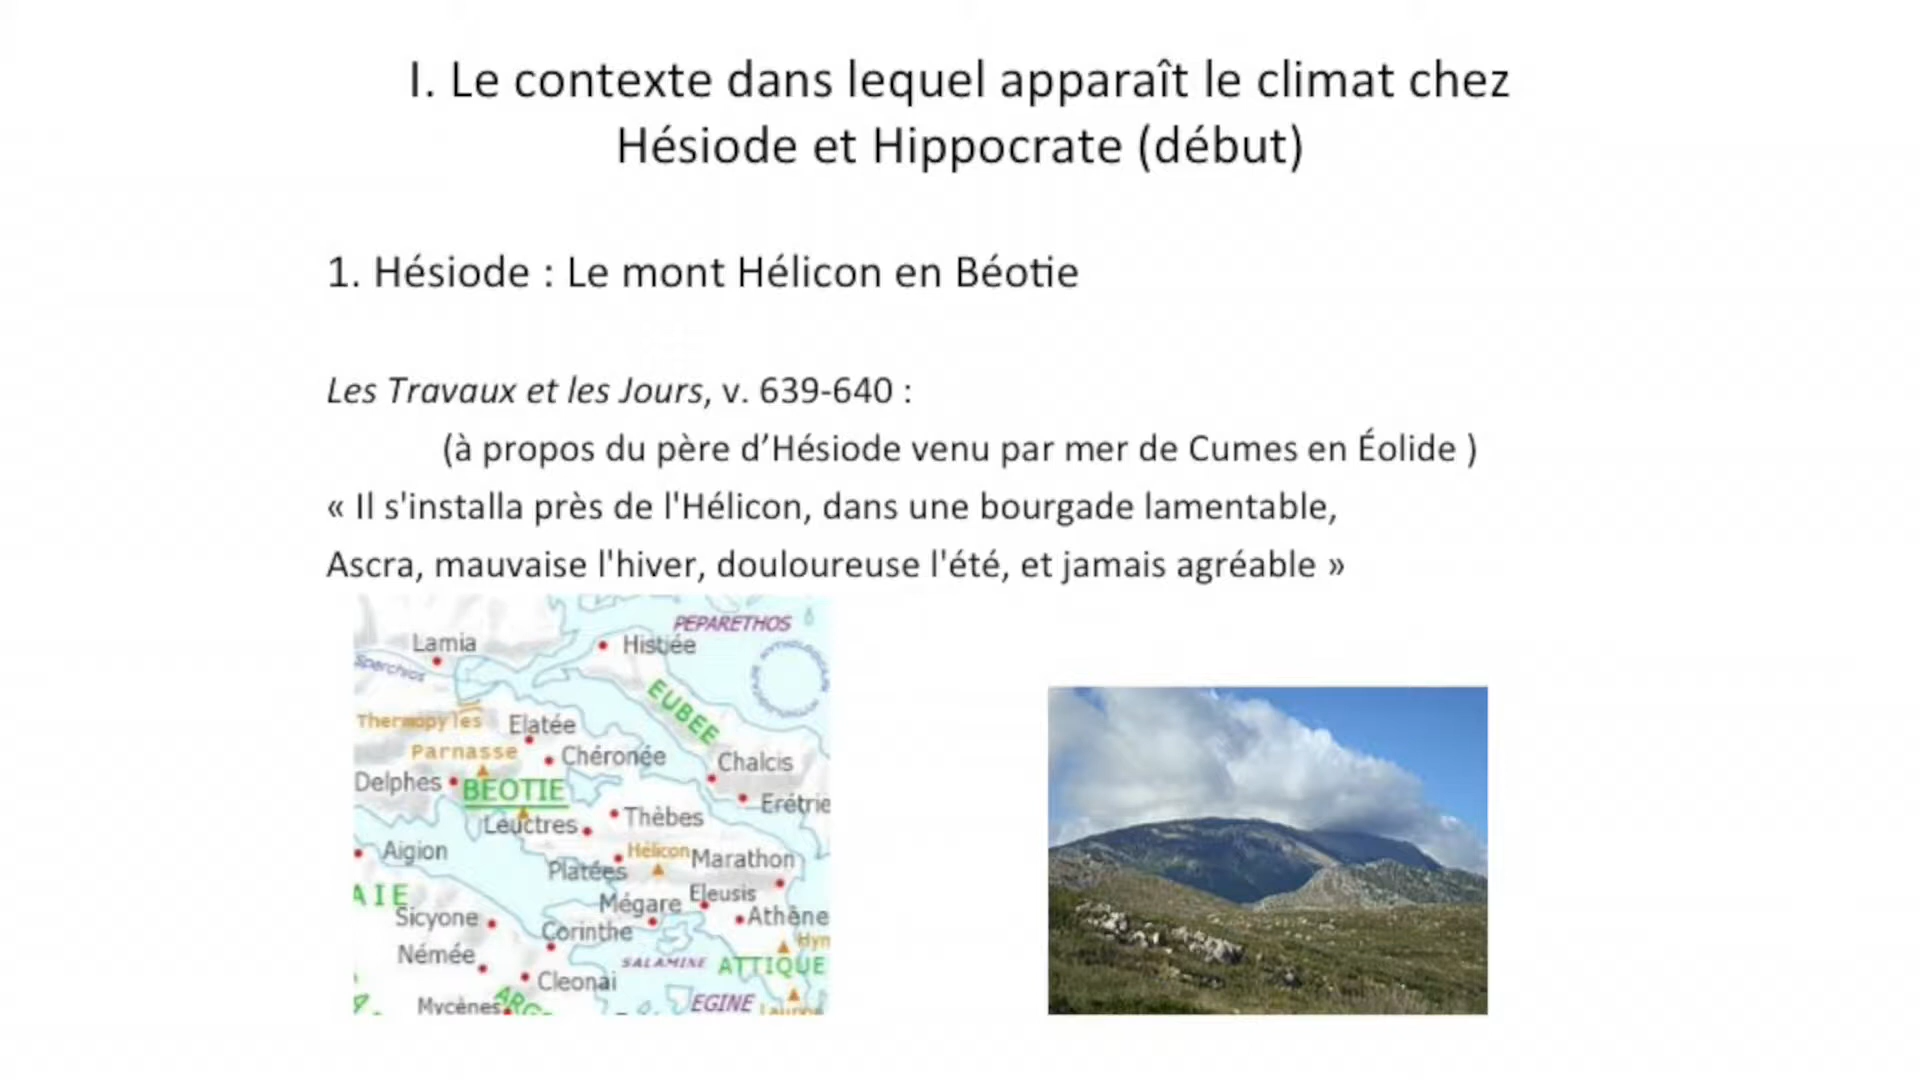 I. Le contexte dans lequel apparaît le climat chez
Hésiode et Hippocrate (début)
1. Hésiode : Le mont Hélicon en Béotie
Les Travaux et les Jours, v. 639-640 :
(à propos du père d’Hésiode venu par mer de Cumes en Éolide )
« Il s'installa près de l'Hélicon, dans une bourgade lamentable,
Ascra, mauvaise l'hiver, douloureuse l'été, et jamais agréable »
PEPARETHOS
Lamia
Histiée
Sperchios
EUBEE
Thermopyles
Elatée
Parnasse
Chéronée
Chalcis
Delphes
BEOTIE
Erétrie
Leuctres
Thèbes
Aigion
Hélicon
Marathon
Platées
AIE
Mégare
Eleusis
Sicyone
Athène
Corinthe
Hym
Némée
SALAMINE
ATTIQUE
Cleonai
Mycènes
ARG
EGINE